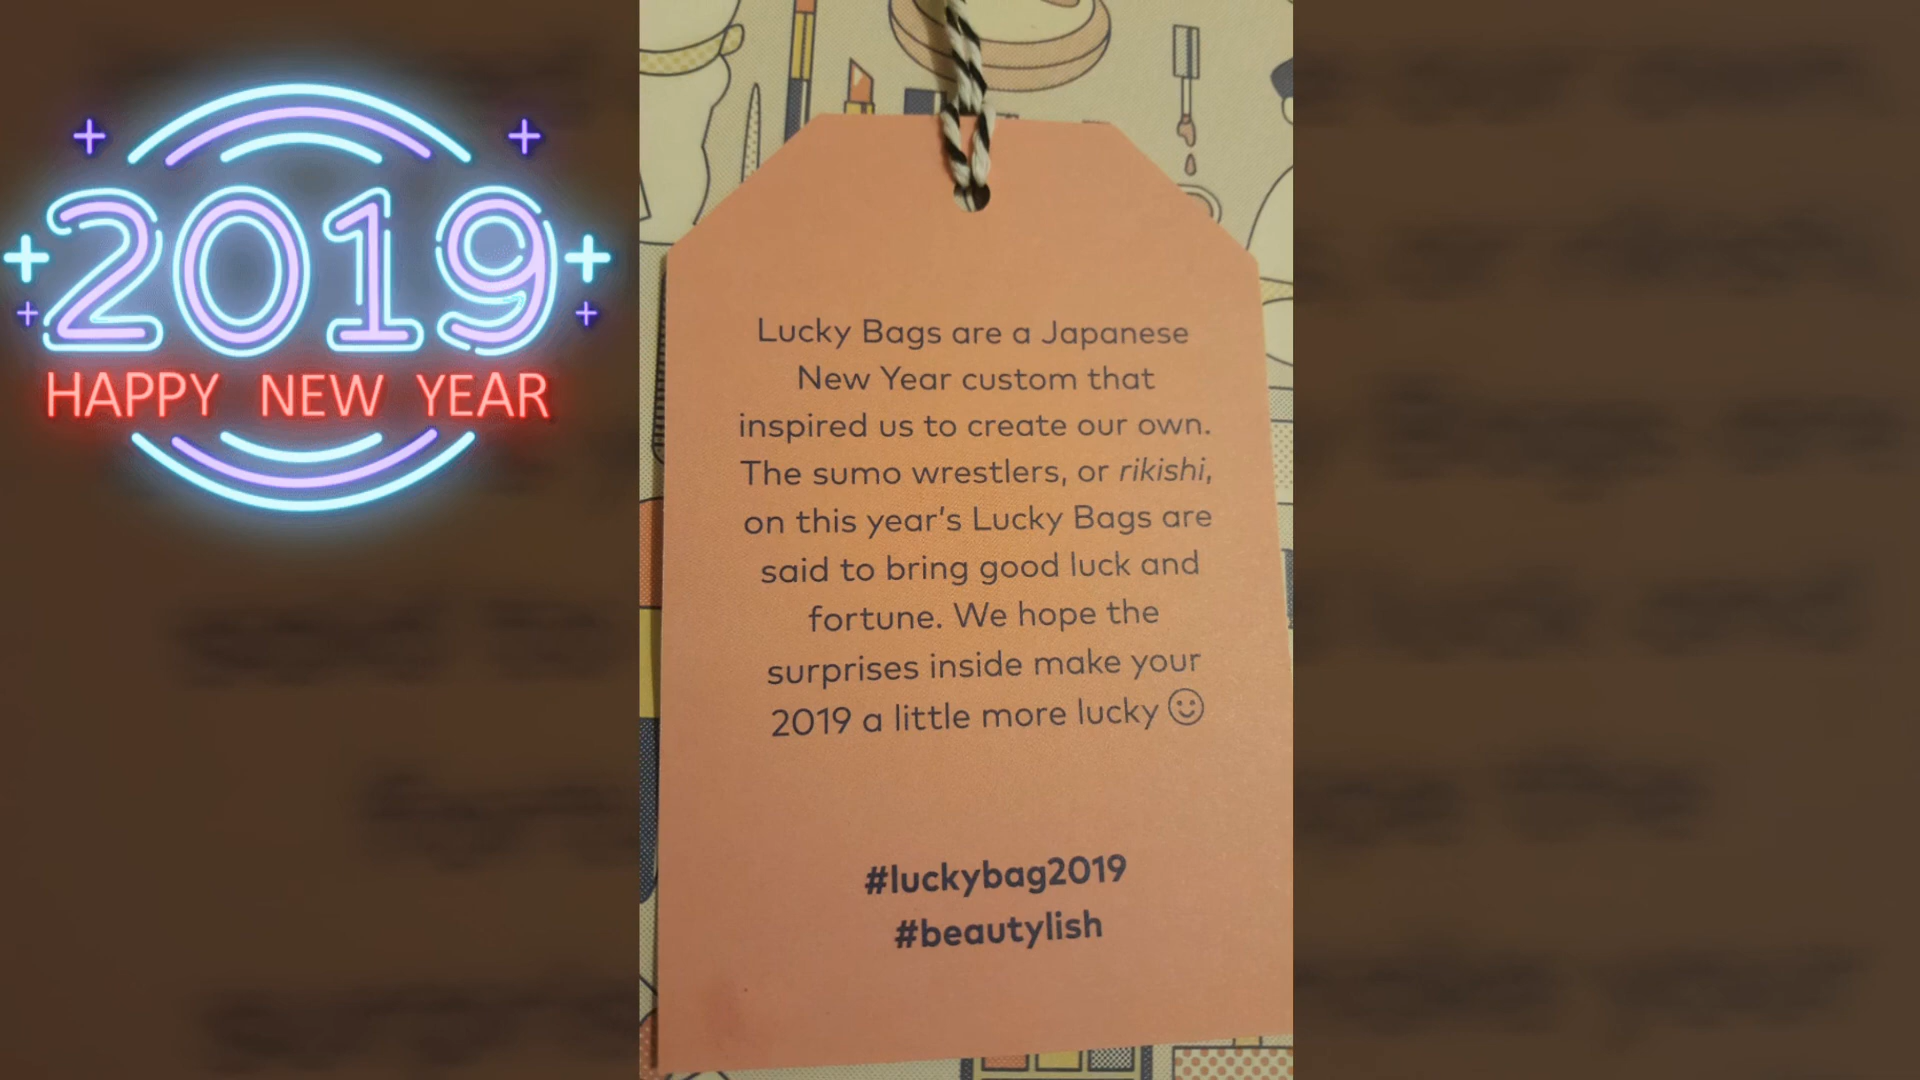 2019
HAPPY NEW YEAR
Lucky Bags are a Japanese
New Year custom that
inspired us to create our own.
The sumo wrestlers, or rikishi,
on this year's Lucky Bags are
said to bring good luck and
fortune. We hope the
surprises inside make your
2019 a little more lucky ☺
#luckybag2019
#beautylish